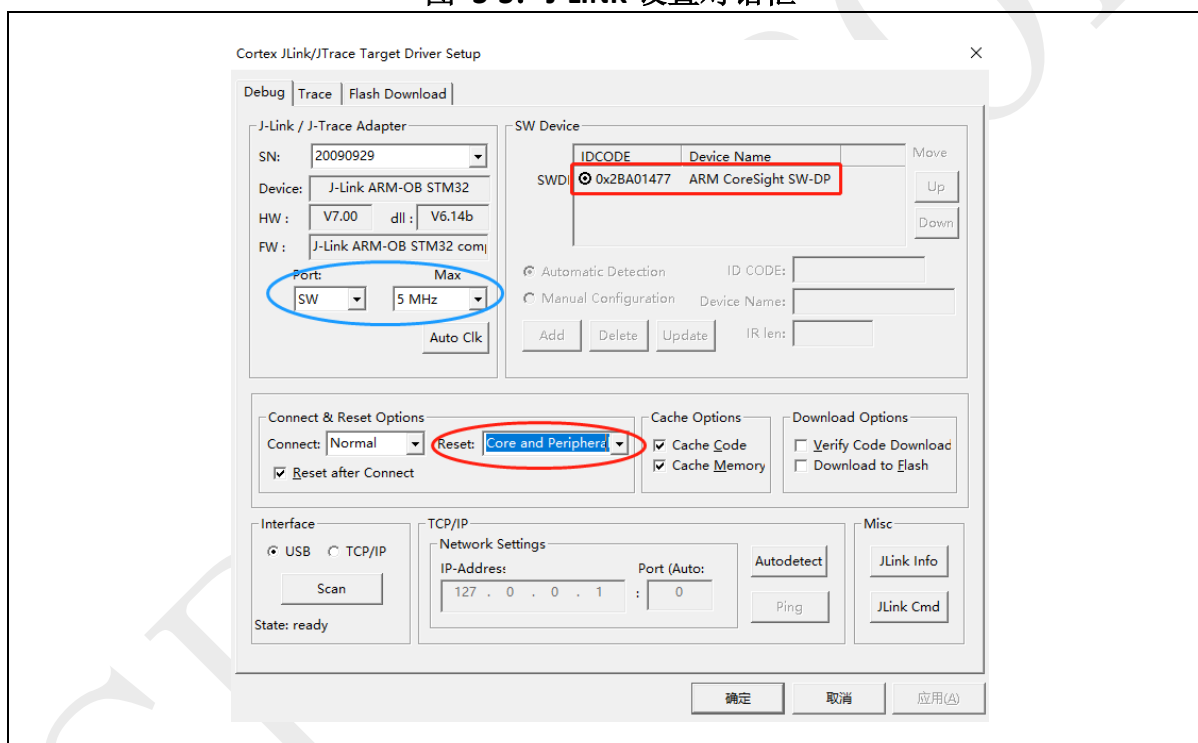 Cortex JLink/JTrace Target Driver Setup
Debug Trace Flash Download
J-Link / J-Trace Adapter
SN: 20090929
Device: J-Link ARM-OB STM32
HW : V7.00 dll : V6.14b
FW : J-Link ARM-OB STM32 comp
Port: Max
SW 5 MHz
Auto Clk
SW Device
IDCODE Device Name
SWDI 0x2BA01477 ARM CoreSight SW-DP
Move
Up
Down
Automatic Detection ID CODE:
Manual Configuration Device Name:
Add Delete Update IR len:
Connect & Reset Options
Connect: Normal Reset: Core and Peripheral
Reset after Connect
Cache Options
Cache Code
Cache Memory
Download Options
Verify Code Download
Download to Flash
Interface
USB TCP/IP
Scan
State: ready
TCP/IP
Network Settings
IP-Address Port (Auto:
127 . 0 . 0 . 1 : 0
Autodetect
Ping
Misc
JLink Info
JLink Cmd
确定 取消 应用(A)